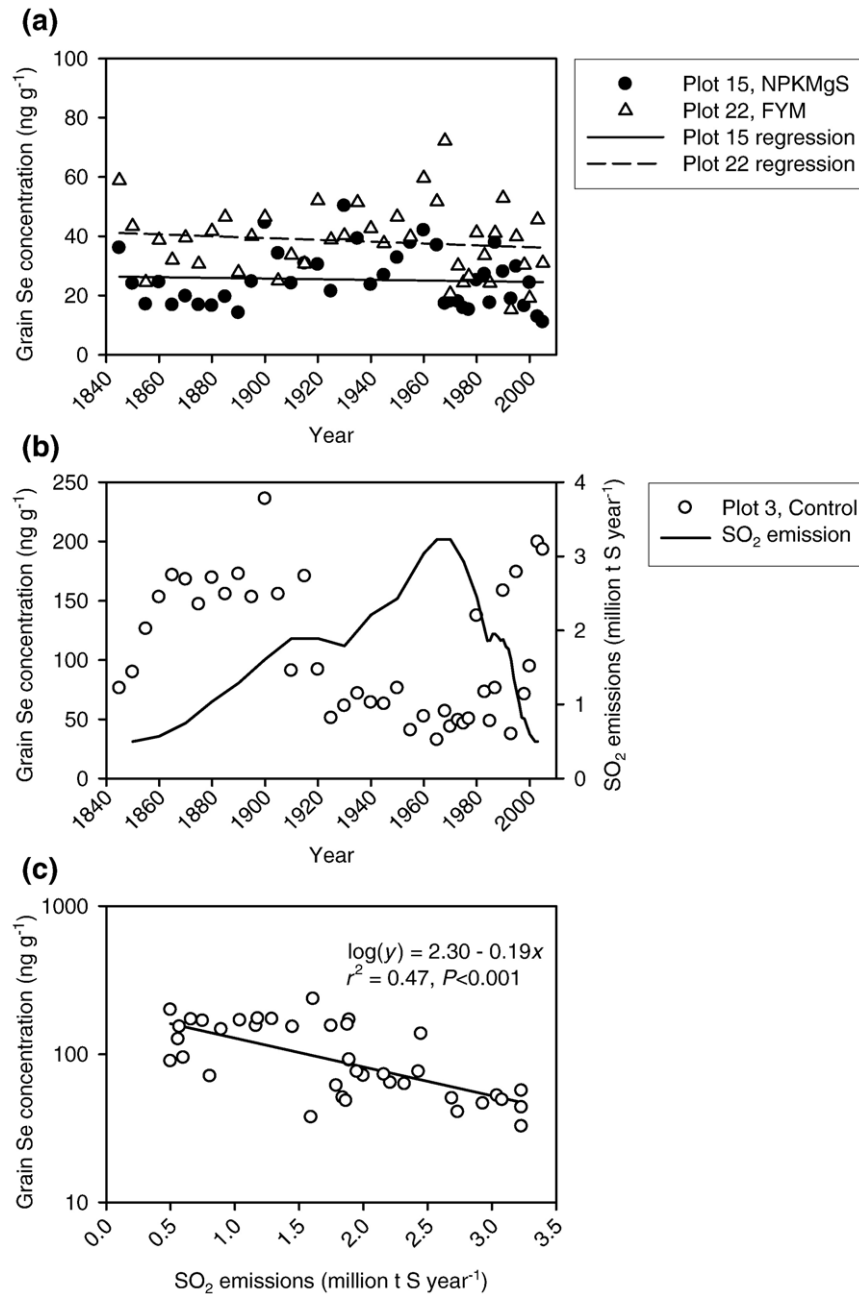 (a)
Grain Se concentration (ng g⁻¹)
100
80
60
40
20
0
1840
1860
1880
1900
1920
1940
1960
1980
2000
Year
Plot 15, NPKMgS
Plot 22, FYM
Plot 15 regression
Plot 22 regression
(b)
Grain Se concentration (ng g⁻¹)
250
200
150
100
50
0
1840
1860
1880
1900
1920
1940
1960
1980
2000
Year
4
3
2
1
0
SO₂ emissions (million t S year⁻¹)
Plot 3, Control
SO₂ emission
(c)
Grain Se concentration (ng g⁻¹)
1000
100
10
log(y) = 2.30 - 0.19x
r² = 0.47, P<0.001
0.0
0.5
1.0
1.5
2.0
2.5
3.0
3.5
SO₂ emissions (million t S year⁻¹)